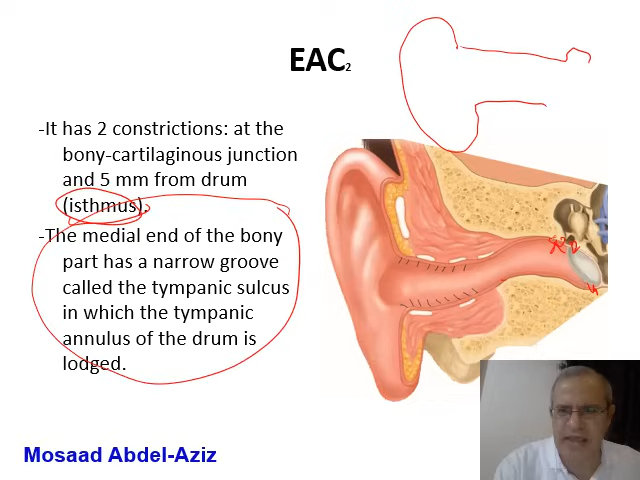 EAC2
-It has 2 constrictions: at the
bony-cartilaginous junction
and 5 mm from drum
(isthmus).
-The medial end of the bony
part has a narrow groove
called the tympanic sulcus
in which the tympanic
annulus of the drum is
lodged.
Mosaad Abdel-Aziz